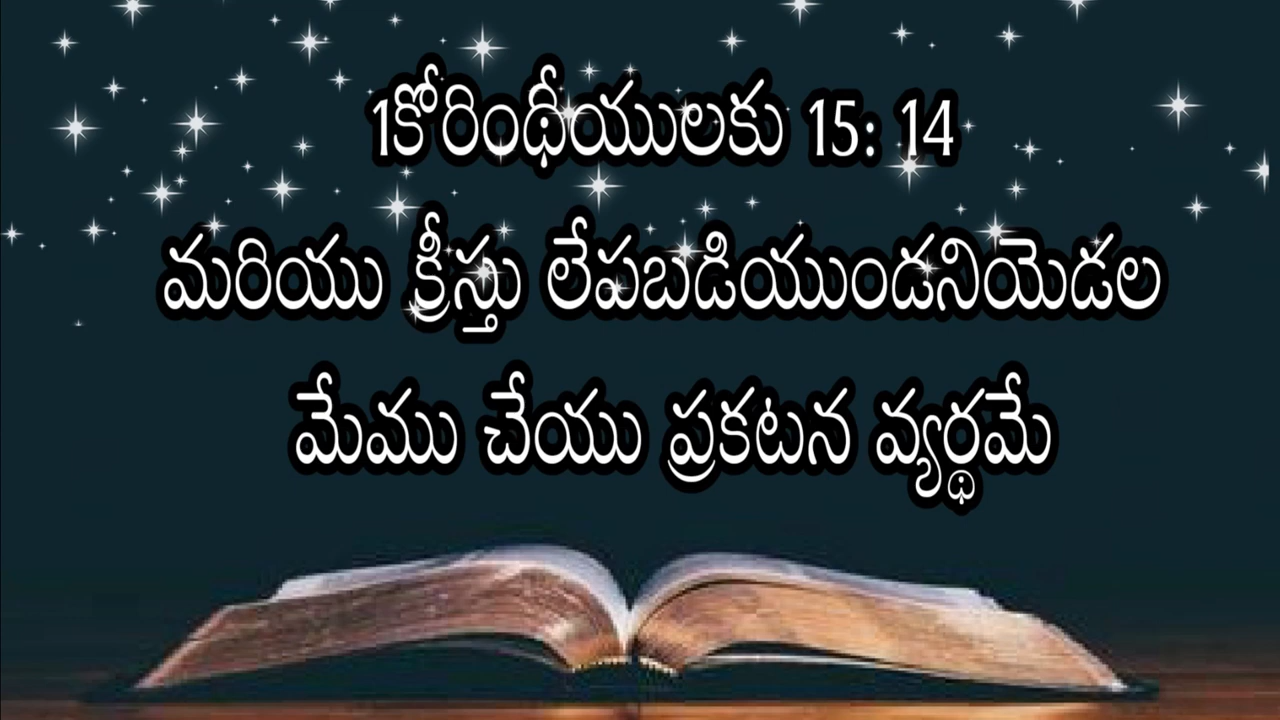 1కోరింథీయులకు 15: 14
మరియు క్రీస్తు లేపబడియుండనియెడల
మేము చేయు ప్రకటన వ్యర్థమే